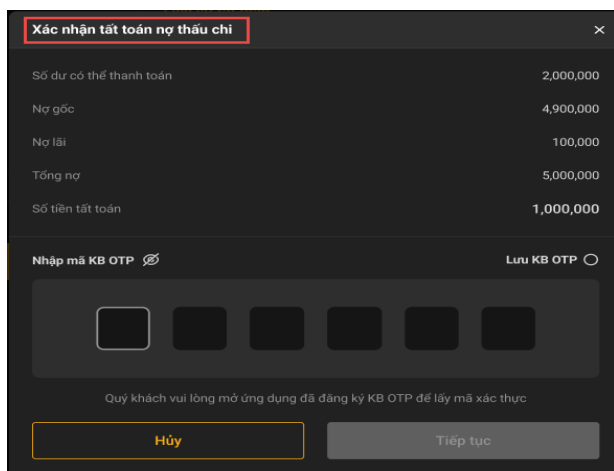 Xác nhận tất toán nợ thấu chi
Số dư có thể thanh toán 2,000,000
Nợ gốc 4,900,000
Nợ lãi 100,000
Tổng nợ 5,000,000
Số tiền tất toán 1,000,000
Nhập mã KB OTP Lưu KB OTP
Quý khách vui lòng mở ứng dụng đã đăng ký KB OTP để lấy mã xác thực
Hủy Tiếp tục